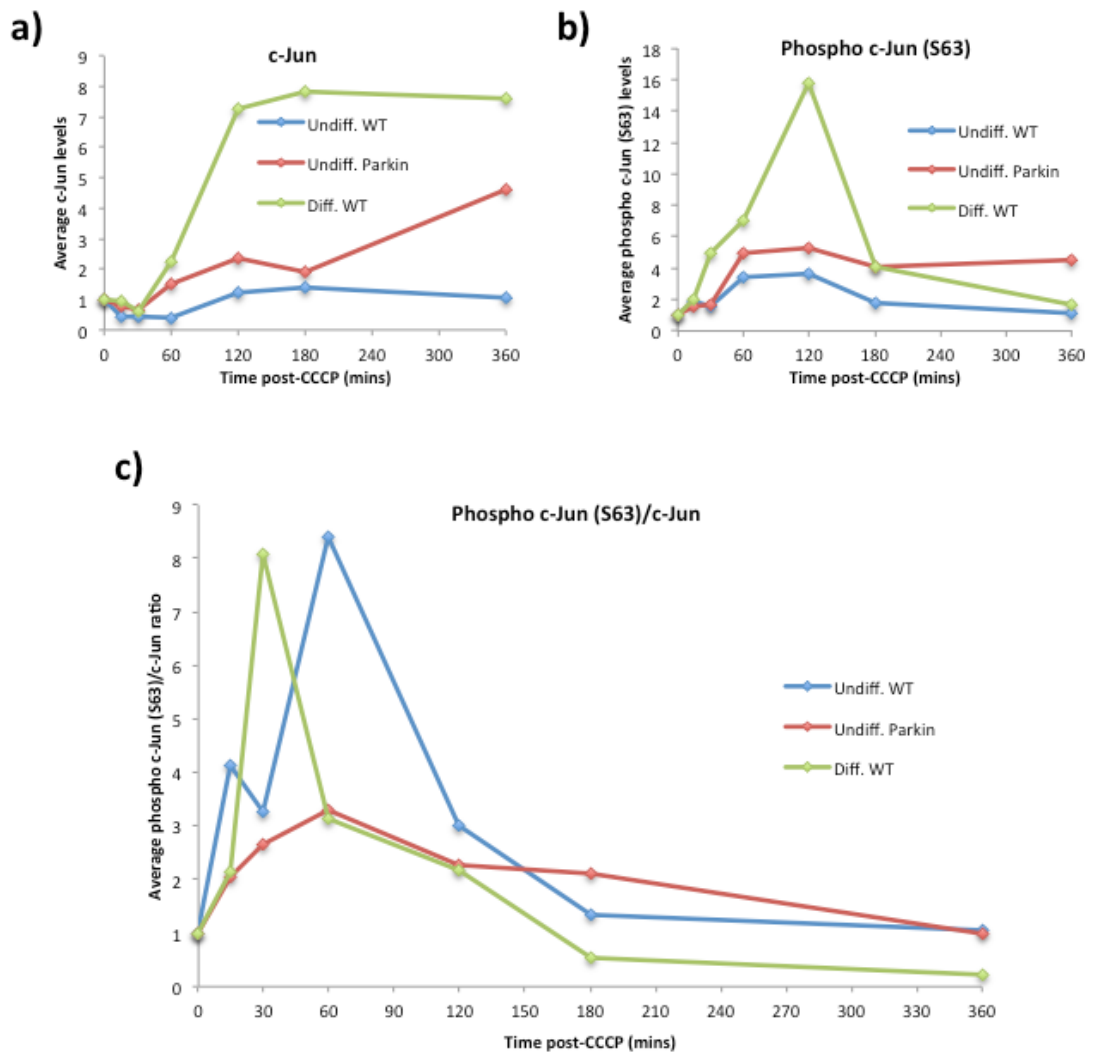 a)
c-Jun
Average c-Jun levels
9
8
7
6
5
4
3
2
1
0
Undiff. WT
Undiff. Parkin
Diff. WT
0 60 120 180 240 300 360
Time post-CCCP (mins)
b)
Phospho c-Jun (S63)
Average phospho c-Jun (S63) levels
18
16
14
12
10
8
6
4
2
0
Undiff. WT
Undiff. Parkin
Diff. WT
0 60 120 180 240 300 360
Time post-CCCP (mins)
c)
Phospho c-Jun (S63)/c-Jun
Average phospho c-Jun (S63)/c-Jun ratio
9
8
7
6
5
4
3
2
1
0
Undiff. WT
Undiff. Parkin
Diff. WT
0 30 60 90 120 150 180 210 240 270 300 330 360
Time post-CCCP (mins)